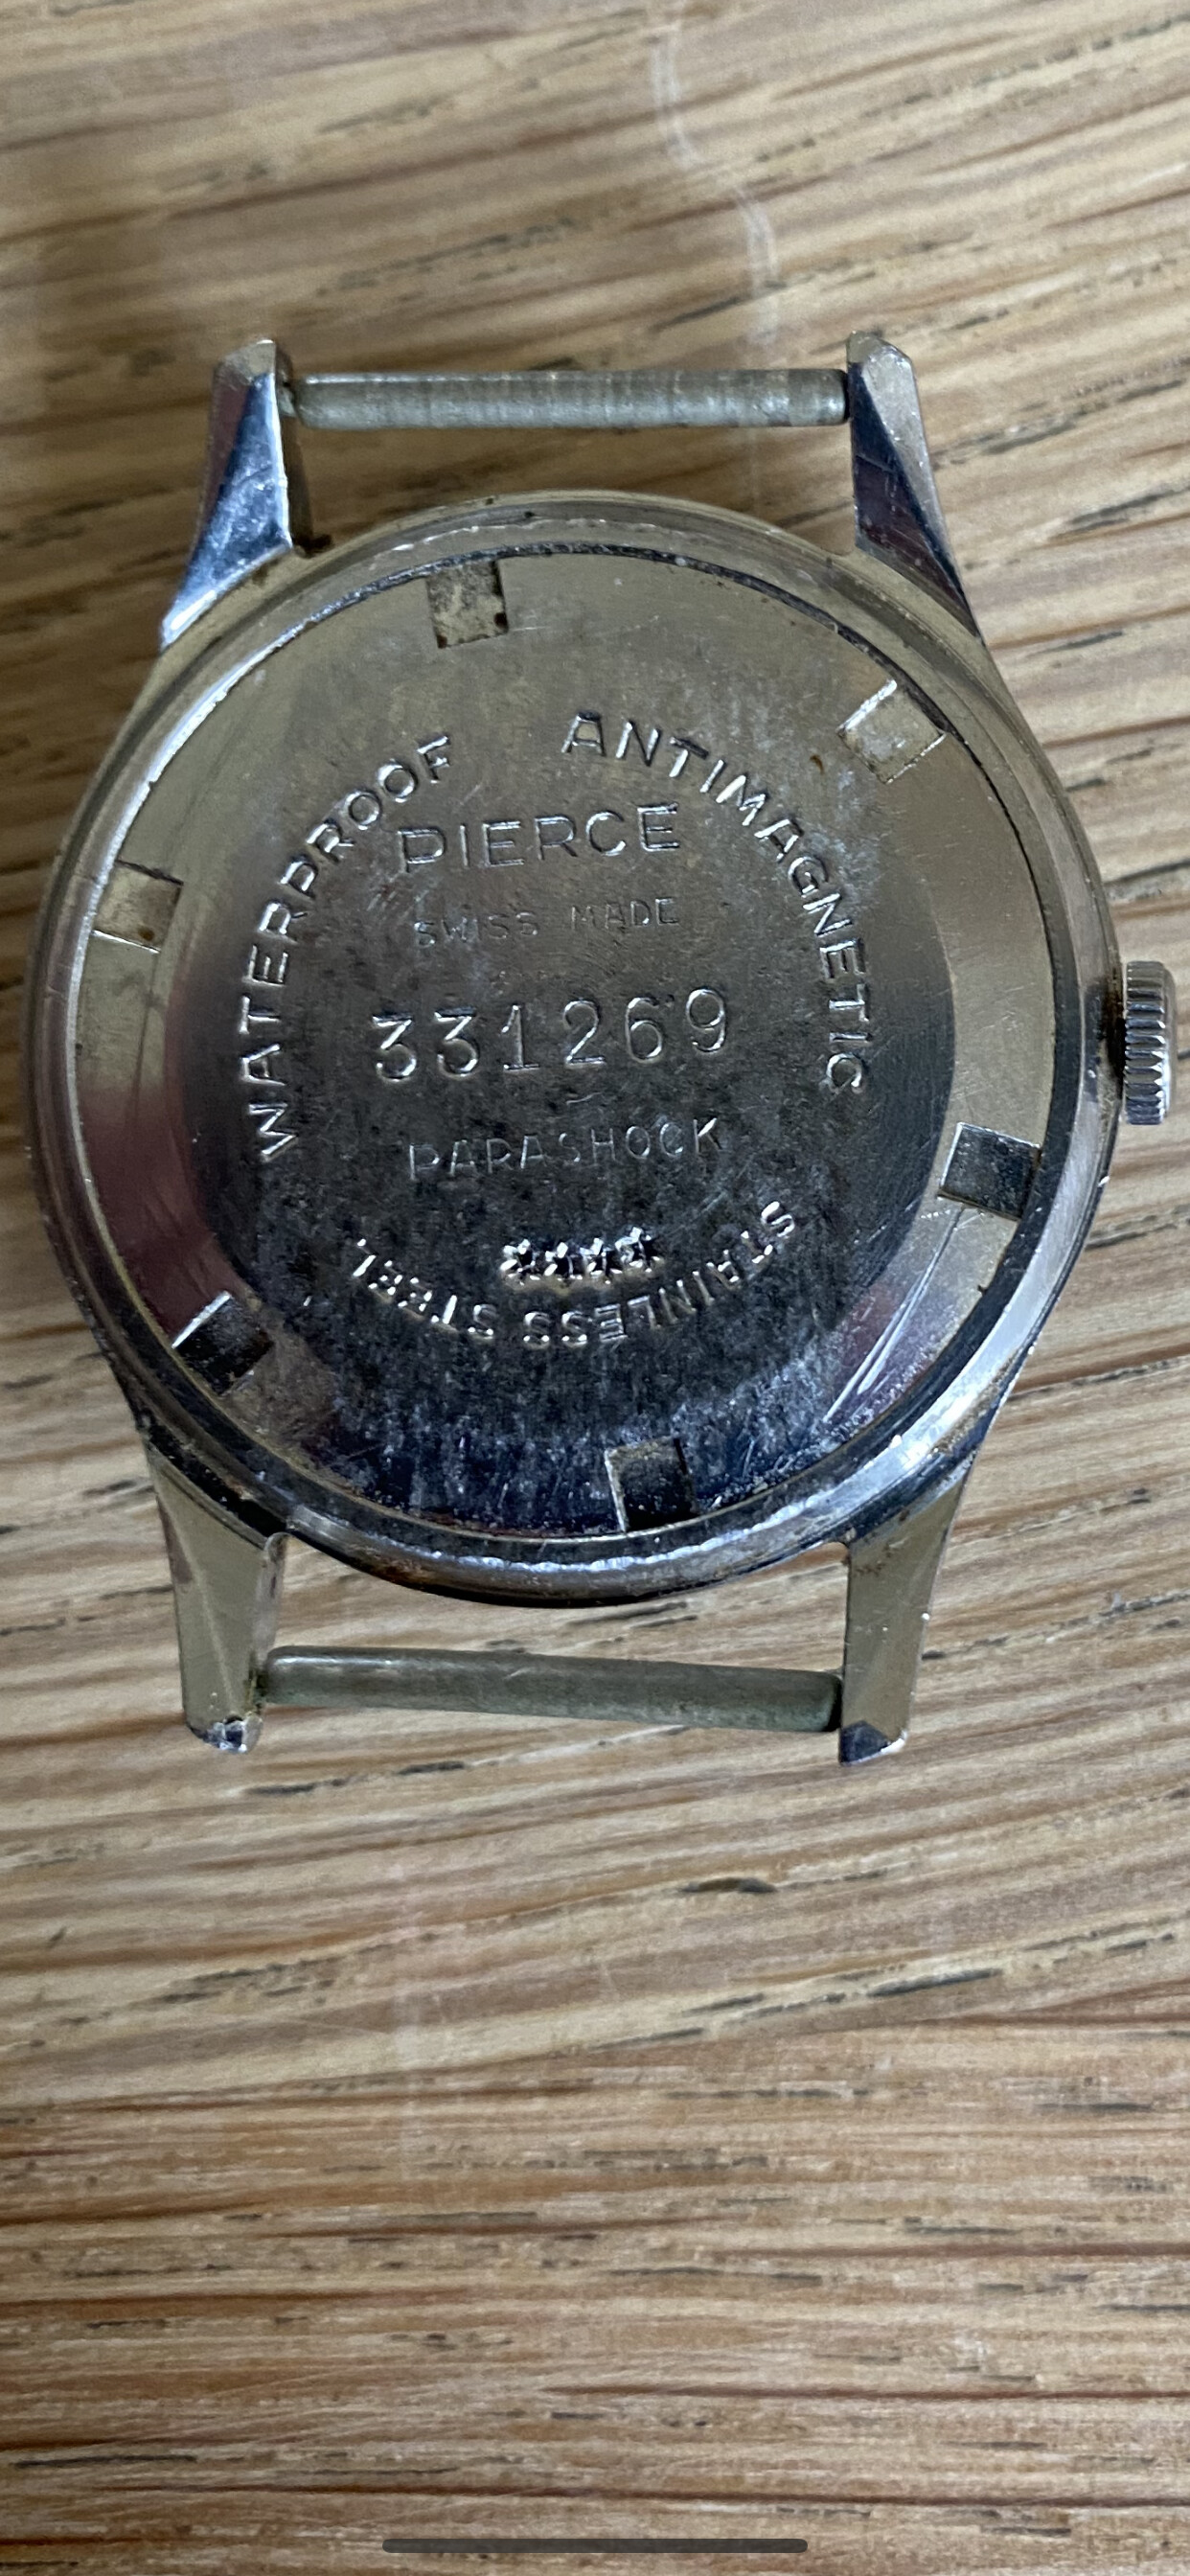 WATERPROOF ANTIMAGNETIC
PIERCE
SWISS MADE
331269
PARASHOCK
STAINLESS STEEL